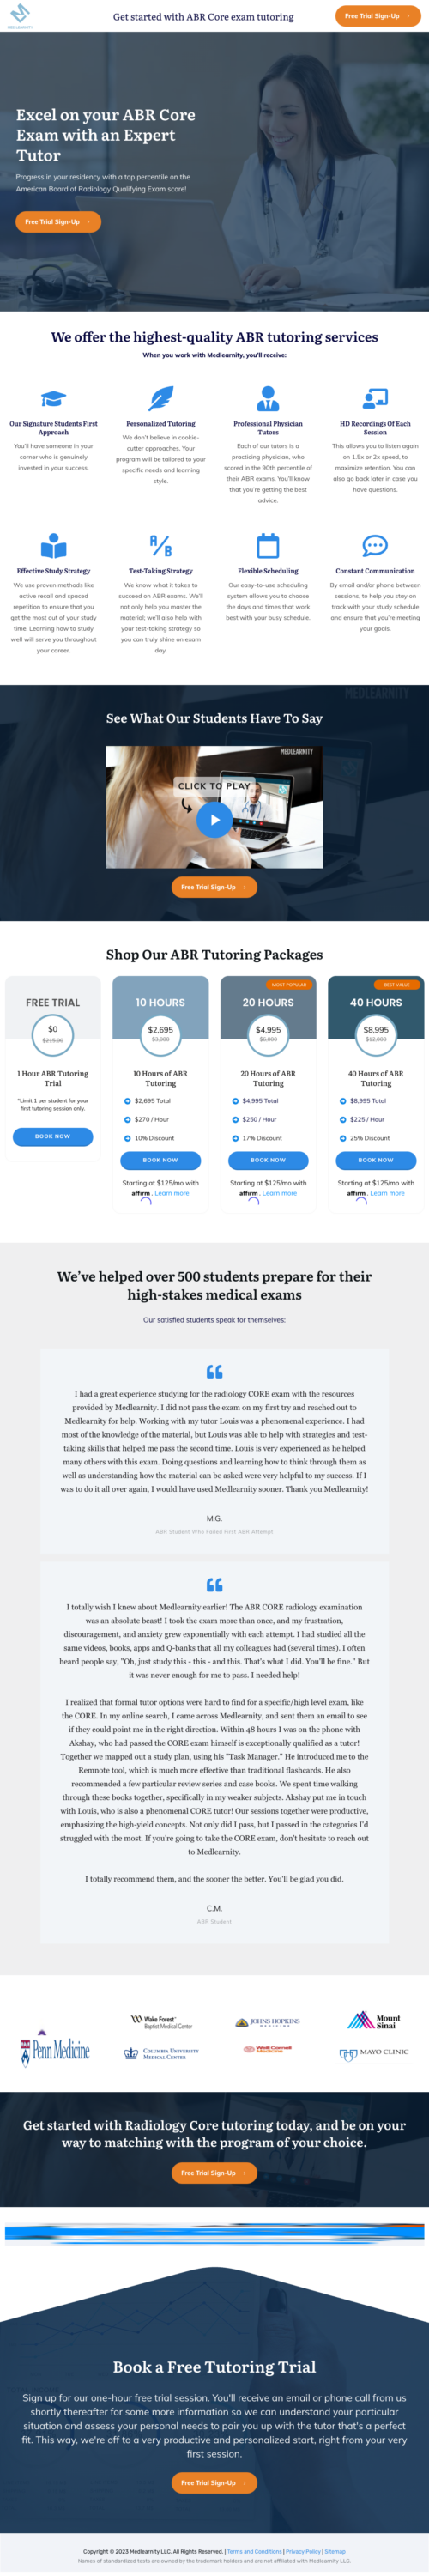 MEDLEARNITY
Get started with ABR Core exam tutoring
Free Trial Sign-Up
Excel on your ABR Core
Exam with an Expert
Tutor
Progress in your residency with a top percentile on the
American Board of Radiology Qualifying Exam score!
Free Trial Sign-Up
We offer the highest-quality ABR tutoring services
When you work with Medlearnity, you'll receive:
Our Signature Students First
Approach
You'll have someone in your
corner who is genuinely
invested in your success.
Personalized Tutoring
We don't believe in cookie-
cutter approaches. Your
program will be tailored to your
specific needs and learning
style.
Professional Physician
Tutors
Each of our tutors is a
practicing physician, who
scored in the 90th percentile of
their ABR exams. You'll know
that you're getting the best
advice.
HD Recordings Of Each
Session
This allows you to listen again
on 1.5x or 2x speed, to
maximize retention. You can
also go back later in case you
have questions.
Effective Study Strategy
We use proven methods like
active recall and spaced
repetition to ensure that you
get the most out of your study
time. Learning how to study
well will serve you throughout
your career.
A/B
Test-Taking Strategy
We know what it takes to
succeed on ABR exams. We'll
not only help you master the
material; we'll also help with
your test-taking strategy so
you can truly shine on exam
day.
Flexible Scheduling
Our easy-to-use scheduling
system allows you to choose
the days and times that work
best with your busy schedule.
Constant Communication
By email and/or phone between
sessions, to help you stay on
track with your study schedule
and ensure that you're meeting
your goals.
MEDLEARNITY
See What Our Students Have To Say
MEDLEARNITY
CLICK TO PLAY
Free Trial Sign-Up
Shop Our ABR Tutoring Packages
FREE TRIAL
$0
$215.00
1 Hour ABR Tutoring
Trial
*Limit 1 per student for your
first tutoring session only.
BOOK NOW
10 HOURS
$2,695
$3,000
10 Hours of ABR
Tutoring
$2,695 Total
$270 / Hour
10% Discount
BOOK NOW
Starting at $125/mo with
affirm. Learn more
MOST POPULAR
20 HOURS
$4,995
$6,000
20 Hours of ABR
Tutoring
$4,995 Total
$250 / Hour
17% Discount
BOOK NOW
Starting at $125/mo with
affirm. Learn more
BEST VALUE
40 HOURS
$8,995
$12,000
40 Hours of ABR
Tutoring
$8,995 Total
$225 / Hour
25% Discount
BOOK NOW
Starting at $125/mo with
affirm. Learn more
We've helped over 500 students prepare for their
high-stakes medical exams
Our satisfied students speak for themselves:
I had a great experience studying for the radiology CORE exam with the resources
provided by Medlearnity. I did not pass the exam on my first try and reached out to
Medlearnity for help. Working with my tutor Louis was a phenomenal experience. I had
most of the knowledge of the material, but Louis was able to help with strategies and test-
taking skills that helped me pass the second time. Louis is very experienced as he helped
many others with this exam. Doing questions and learning how to think through them as
well as understanding how the material can be asked were very helpful to my success. If I
was to do it all over again, I would have used Medlearnity sooner. Thank you Medlearnity!
M.G.
ABR Student Who Failed First ABR Attempt
I totally wish I knew about Medlearnity earlier! The ABR CORE radiology examination
was an absolute beast! I took the exam more than once, and my frustration,
discouragement, and anxiety grew exponentially with each attempt. I had studied all the
same videos, books, apps and Q-banks that all my colleagues had (several times). I often
heard people say, "Oh, just study this - this - and this. That's what I did. You'll be fine." But
it was never enough for me to pass. I needed help!
I realized that formal tutor options were hard to find for a specific/high level exam, like
the CORE. In my online search, I came across Medlearnity, and sent them an email to see
if they could point me in the right direction. Within 48 hours I was on the phone with
Akshay, who had passed the CORE exam himself is exceptionally qualified as a tutor!
Together we mapped out a study plan, using his "Task Manager." He introduced me to the
Remnote tool, which is much more effective than traditional flashcards. He also
recommended a few particular review series and case books. We spent time walking
through these books together, specifically in my weaker subjects. Akshay put me in touch
with Louis, who is also a phenomenal CORE tutor! Our sessions together were productive,
emphasizing the high-yield concepts. Not only did I pass, but I passed in the categories I'd
struggled with the most. If you're going to take the CORE exam, don't hesitate to reach out
to Medlearnity.
I totally recommend them, and the sooner the better. You'll be glad you did.
C.M.
ABR Student
Penn Medicine
Wake Forest
Baptist Medical Center
Columbia University
Medical Center
JOHNS HOPKINS
MEDICINE
Weill Cornell
Medicine
Mount
Sinai
MAYO CLINIC
Get started with Radiology Core tutoring today, and be on your
way to matching with the program of your choice.
Free Trial Sign-Up
Book a Free Tutoring Trial
Sign up for our one-hour free trial session. You'll receive an email or phone call from us
shortly thereafter for some more information so we can understand your particular
situation and assess your personal needs to pair you up with the tutor that's a perfect
fit. This way, we're off to a very productive and personalized start, right from your very
first session.
Free Trial Sign-Up
Copyright © 2023 Medlearnity LLC. All Rights Reserved. | Terms and Conditions | Privacy Policy | Sitemap
Names of standardized tests are owned by the trademark holders and are not affiliated with Medlearnity LLC.